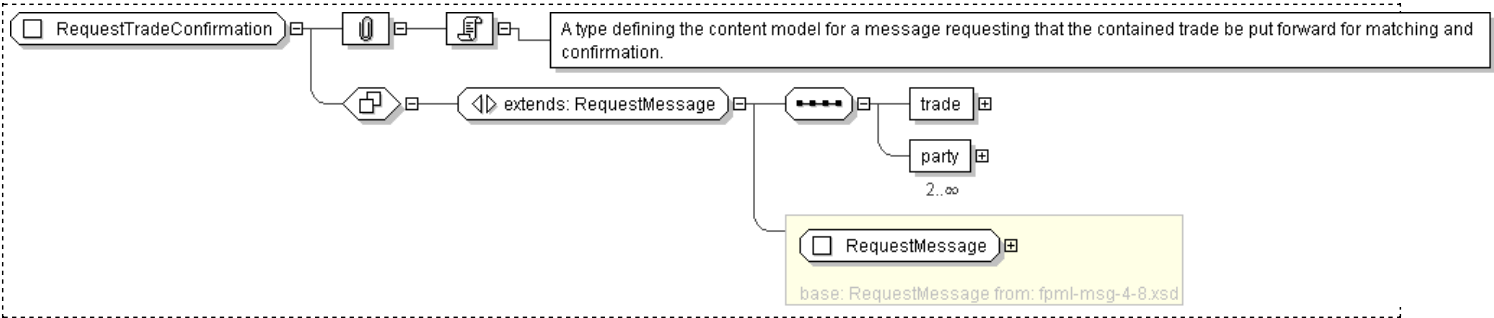 RequestTradeConfirmation
A type defining the content model for a message requesting that the contained trade be put forward for matching and
confirmation.
extends: RequestMessage
trade
party
2..∞
RequestMessage
base: RequestMessage from: fpml-msg-4-8.xsd